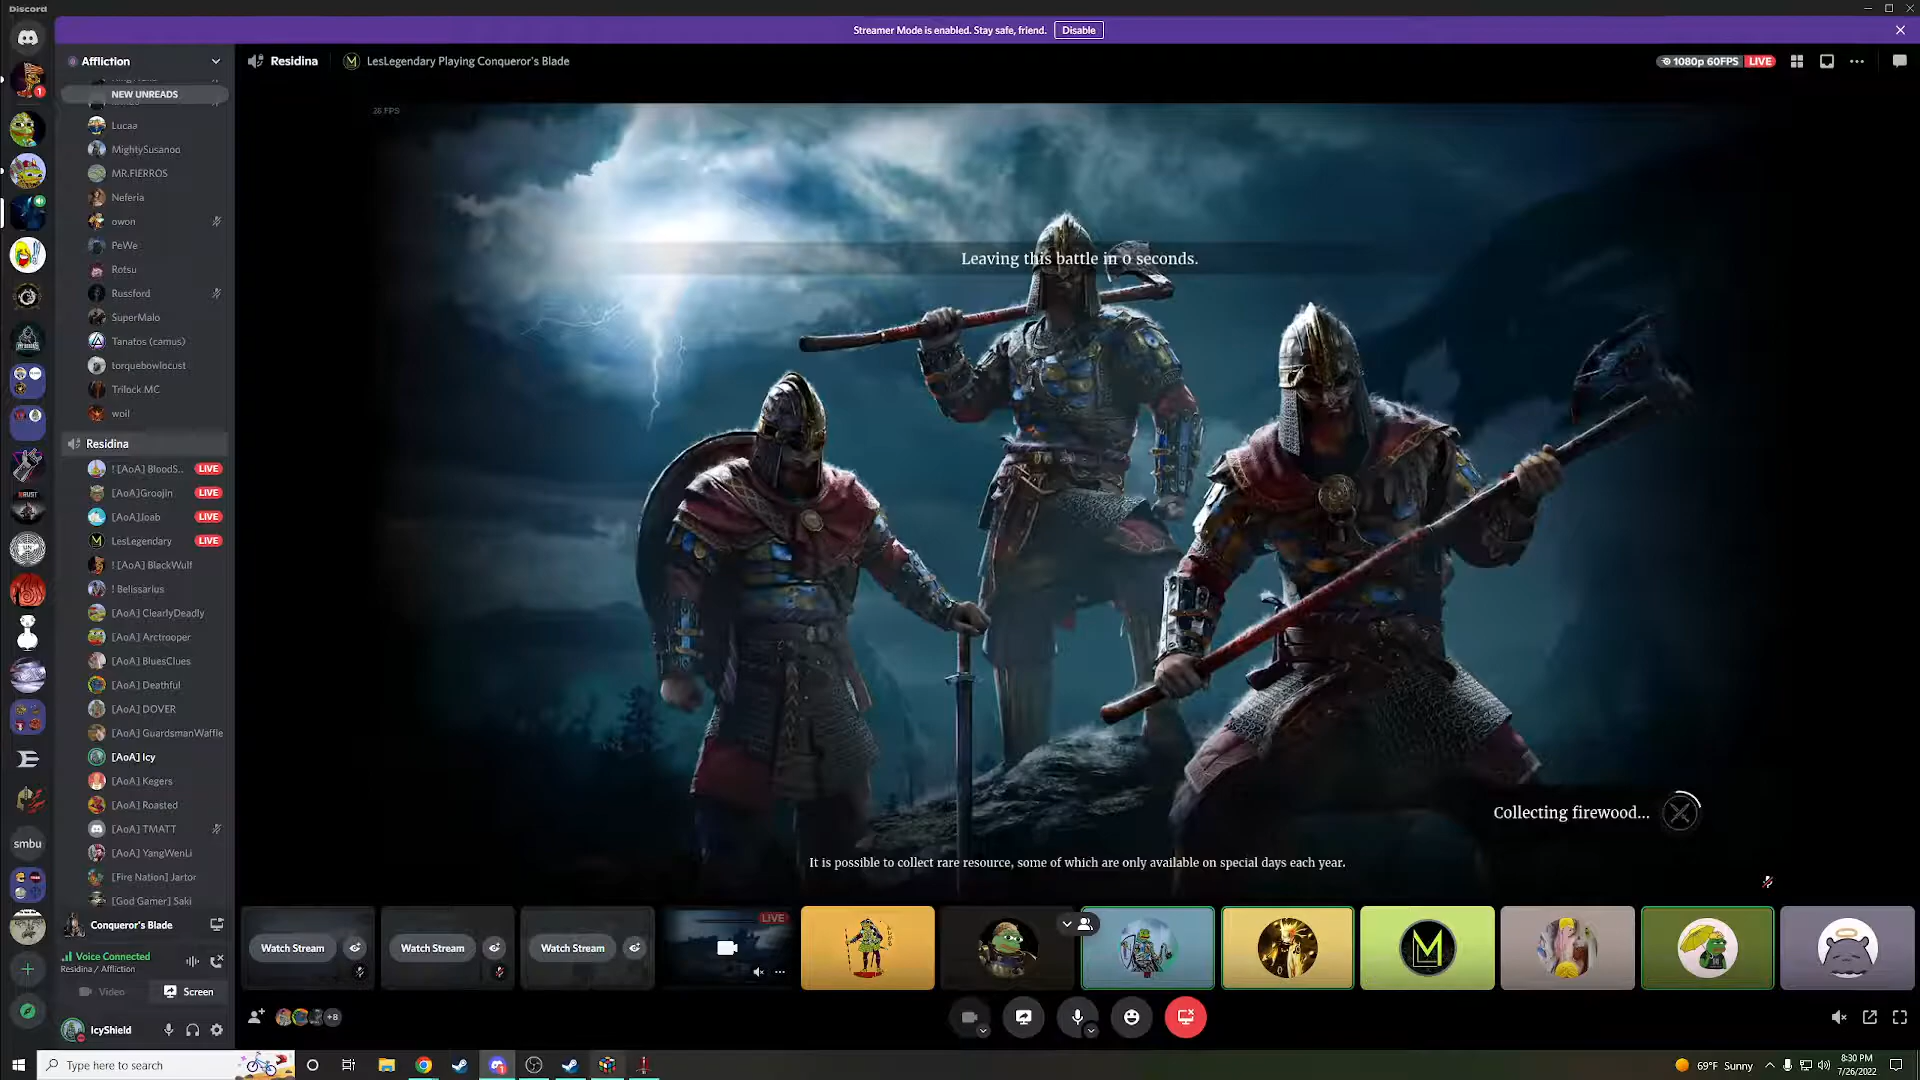 Discord
Streamer Mode is enabled. Stay safe, friend.
Disable
Affliction
Residina
LesLegendary Playing Conqueror's Blade
1080p 60FPS
LIVE
NEW UNREADS
26 FPS
Lucaa
MightySusanoo
MR.FIERROS
Neferia
owon
PeWe
Rotsu
Russford
SuperMalo
Tanatos (camus)
torquebowlocust
Trilock.MC
woil
Leaving this battle in 0 seconds.
Residina
! [AoA] BloodS.. LIVE
[AoA]Groojin LIVE
[AoA]Joab LIVE
LesLegendary LIVE
! [AoA] BlackWulf
! Belissarius
[AoA] ClearlyDeadly
[AoA] Arctrooper
[AoA] BluesClues
[AoA] Deathful
[AoA] DOVER
[AoA] GuardsmanWaffle
[AoA] Icy
[AoA] Kegers
[AoA] Roasted
[AoA] TMATT
[AoA] YangWenLi
[Fire Nation] Jartor
[God Gamer] Saki
Collecting firewood...
It is possible to collect rare resource, some of which are only available on special days each year.
smbu
Conqueror's Blade
Voice Connected
Residina / Affliction
Video
Screen
IcyShield
Watch Stream
Watch Stream
Watch Stream
LIVE
+8
Type here to search
69°F Sunny
8:30 PM
7/26/2022